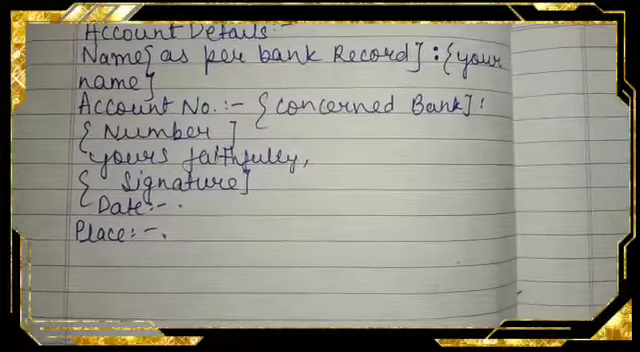 Account Details:-
Name{as per bank Record] :{your
name}
Account No.:- {Concerned Bank]:
{Number ]
yours faithfully,
{ Signature]
Date:- .
Place:-.